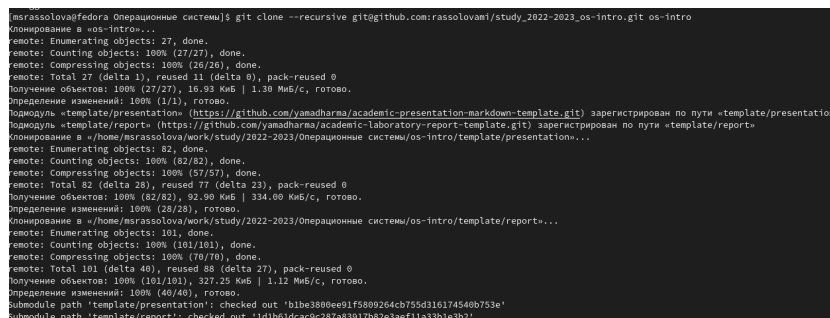 [msrassolova@fedora Операционные системы]$ git clone --recursive git@github.com:rassolovami/study_2022-2023_os-intro.git os-intro
Клонирование в «os-intro»...
remote: Enumerating objects: 27, done.
remote: Counting objects: 100% (27/27), done.
remote: Compressing objects: 100% (26/26), done.
remote: Total 27 (delta 1), reused 11 (delta 0), pack-reused 0
Получение объектов: 100% (27/27), 16.93 КиБ | 1.30 МиБ/с, готово.
Определение изменений: 100% (1/1), готово.
Подмодуль «template/presentation» (https://github.com/yamadharma/academic-presentation-markdown-template.git) зарегистрирован по пути «template/presentatio
Подмодуль «template/report» (https://github.com/yamadharma/academic-laboratory-report-template.git) зарегистрирован по пути «template/report»
Клонирование в «/home/msrassolova/work/study/2022-2023/Операционные системы/os-intro/template/presentation»...
remote: Enumerating objects: 82, done.
remote: Counting objects: 100% (82/82), done.
remote: Compressing objects: 100% (57/57), done.
remote: Total 82 (delta 28), reused 77 (delta 23), pack-reused 0
Получение объектов: 100% (82/82), 92.90 КиБ | 334.00 КиБ/с, готово.
Определение изменений: 100% (28/28), готово.
Клонирование в «/home/msrassolova/work/study/2022-2023/Операционные системы/os-intro/template/report»...
remote: Enumerating objects: 101, done.
remote: Counting objects: 100% (101/101), done.
remote: Compressing objects: 100% (70/70), done.
remote: Total 101 (delta 40), reused 88 (delta 27), pack-reused 0
Получение объектов: 100% (101/101), 327.25 КиБ | 1.12 МиБ/с, готово.
Определение изменений: 100% (40/40), готово.
Submodule path 'template/presentation': checked out 'b1be3800ee91f5809264cb755d316174540b753e'
Submodule path 'template/report': checked out '1d1b61dcac9c287a83917b82e3aef11a33b1e3b2'